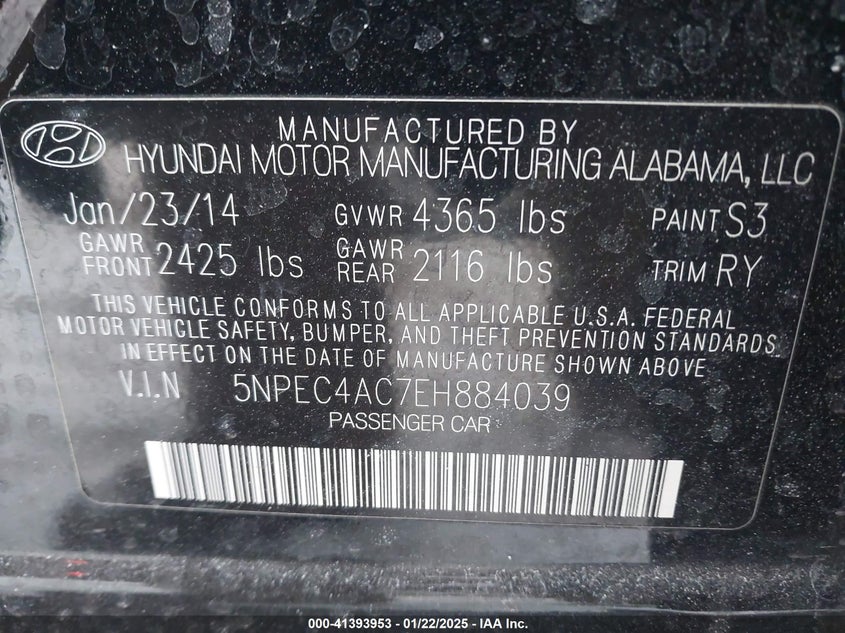 MANUFACTURED BY
HYUNDAI MOTOR MANUFACTURING ALABAMA, LLC
Jan/23/14 GVWR 4365 lbs PAINT S3
GAWR FRONT 2425 lbs GAWR REAR 2116 lbs TRIM RY
THIS VEHICLE CONFORMS TO ALL APPLICABLE U.S.A. FEDERAL
MOTOR VEHICLE SAFETY, BUMPER, AND THEFT PREVENTION STANDARDS
IN EFFECT ON THE DATE OF MANUFACTURE SHOWN ABOVE
V.I.N 5NPEC4AC7EH884039
PASSENGER CAR
000-41393953 — 01/22/2025 — IAA Inc.